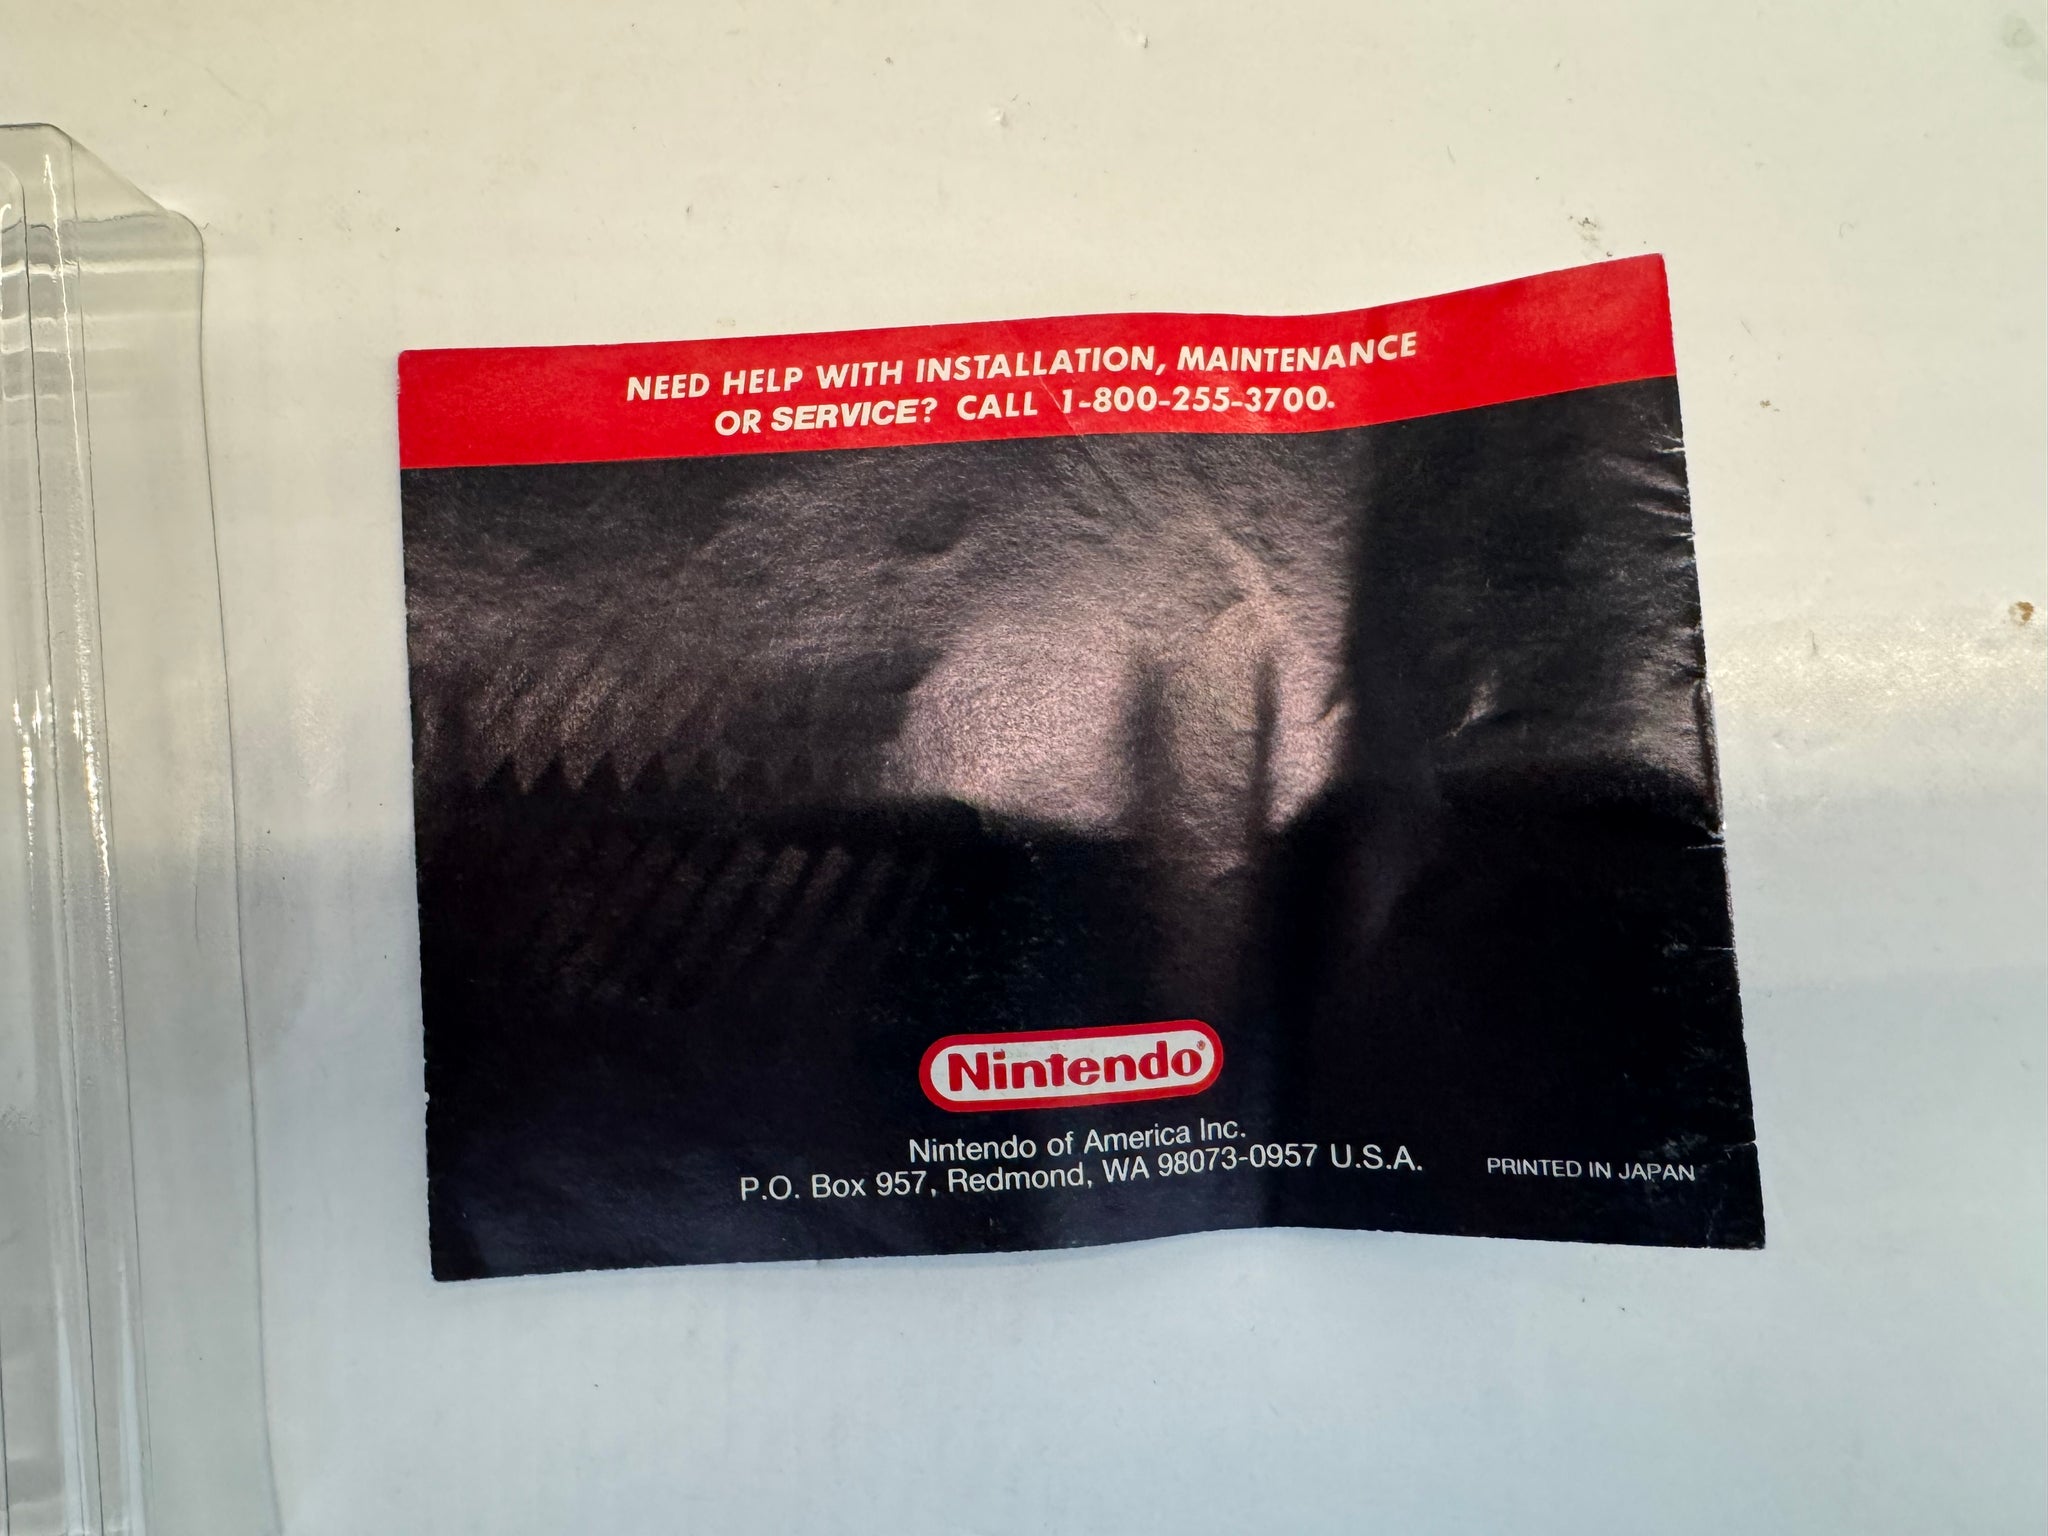 NEED HELP WITH INSTALLATION, MAINTENANCE
OR SERVICE? CALL 1-800-255-3700.
Nintendo®
Nintendo of America Inc.
P.O. Box 957, Redmond, WA 98073-0957 U.S.A.
PRINTED IN JAPAN